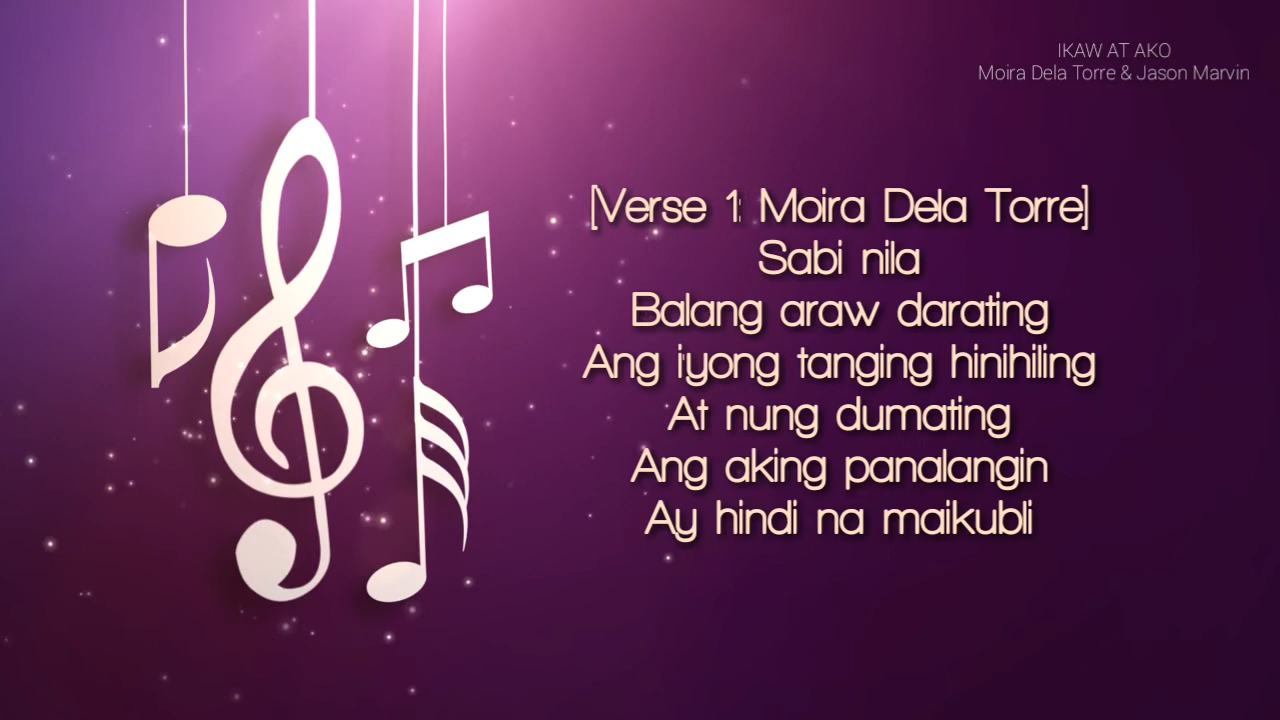 IKAW AT AKO
Moira Dela Torre & Jason Marvin
[Verse 1: Moira Dela Torre]
Sabi nila
Balang araw darating
Ang iyong tanging hinihiling
At nung dumating
Ang aking panalangin
Ay hindi na maikubli